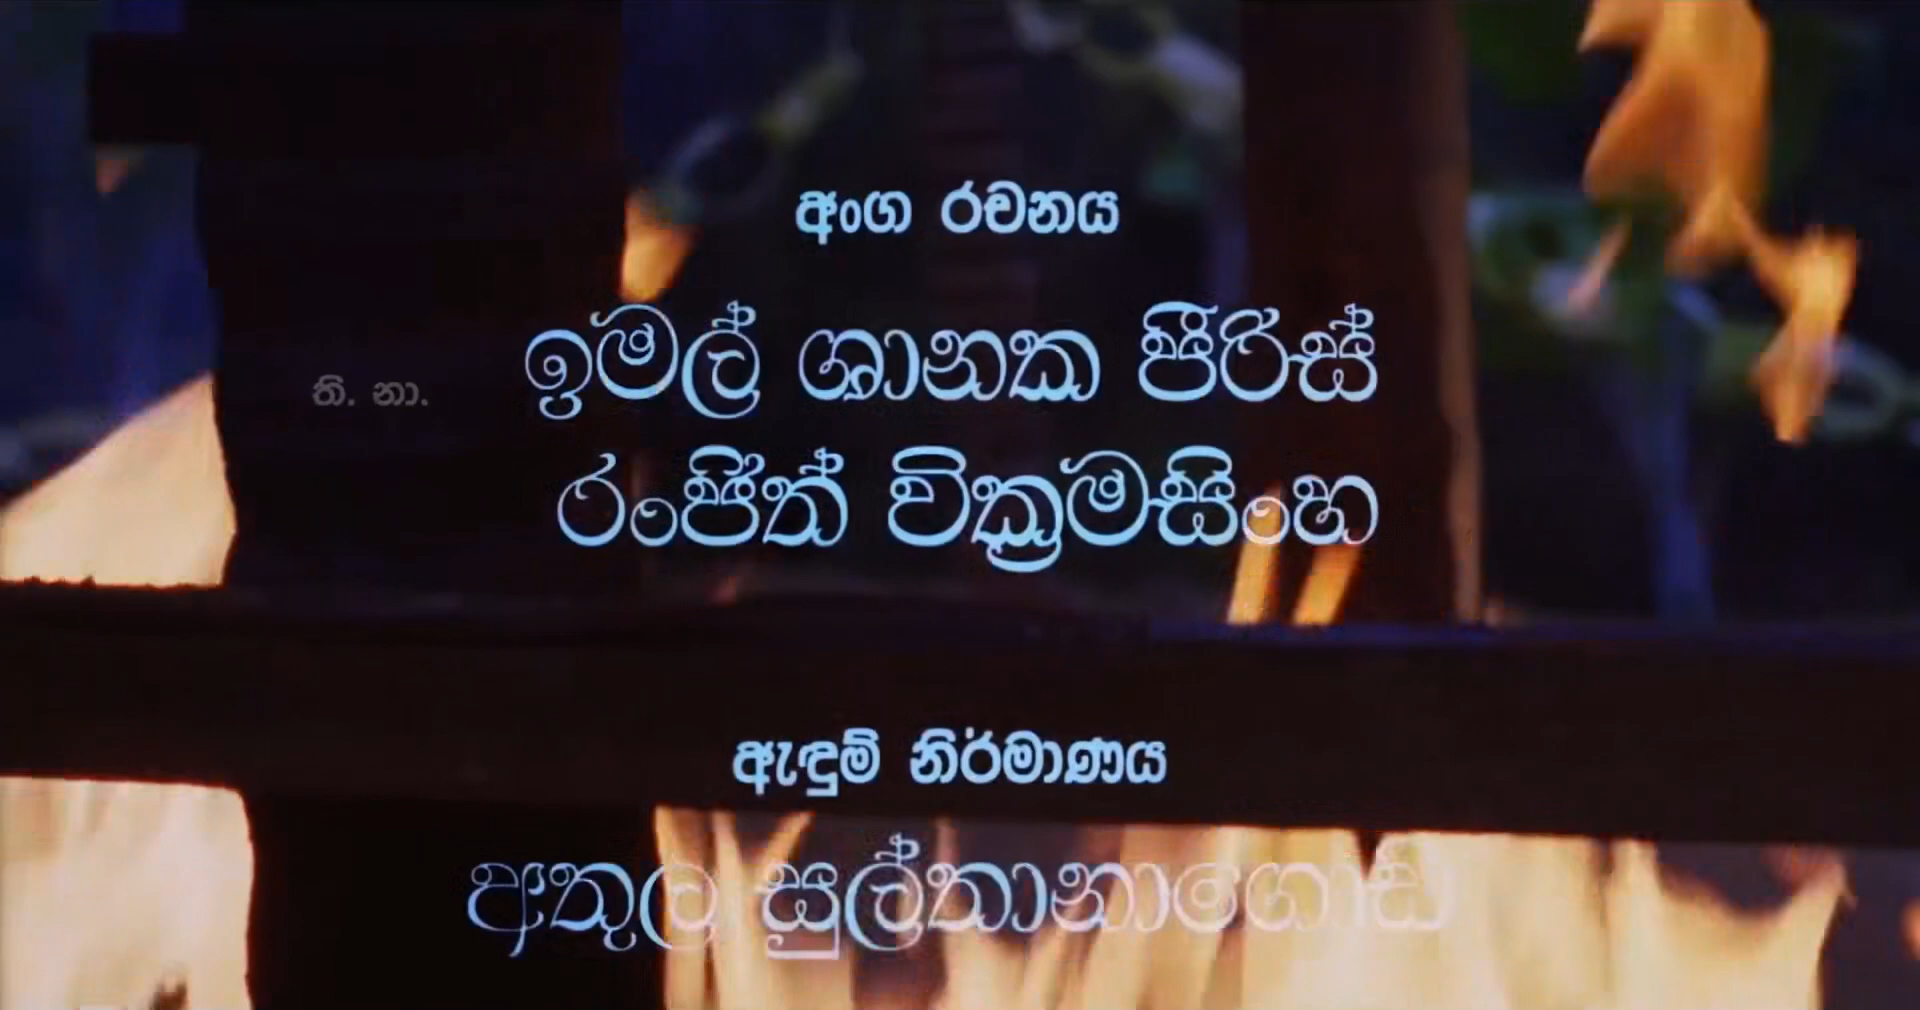 අංග රචනය
ඉමල් ශානක පීරිස්
ති. නා.
රංජිත් වික්‍රමසිංහ
ඇඳුම් නිර්මාණය
අතුල සුල්තානාගොඩ